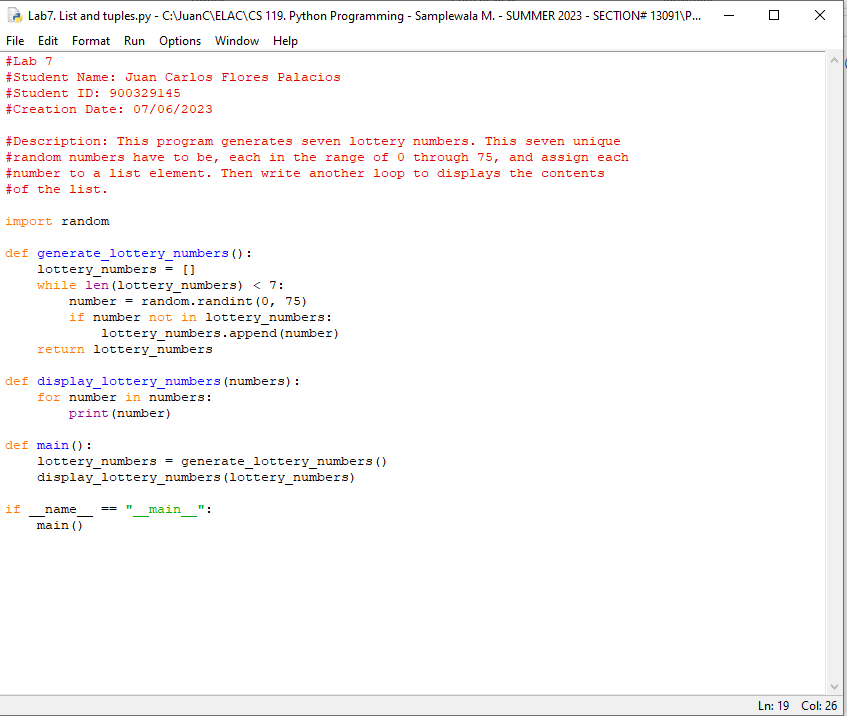 Lab7. List and tuples.py - C:\JuanC\ELAC\CS 119. Python Programming - Samplewala M. - SUMMER 2023 - SECTION# 13091\P...
File Edit Format Run Options Window Help
#Lab 7
#Student Name: Juan Carlos Flores Palacios
#Student ID: 900329145
#Creation Date: 07/06/2023

#Description: This program generates seven lottery numbers. This seven unique
#random numbers have to be, each in the range of 0 through 75, and assign each
#number to a list element. Then write another loop to displays the contents
#of the list.

import random

def generate_lottery_numbers():
    lottery_numbers = []
    while len(lottery_numbers) < 7:
        number = random.randint(0, 75)
        if number not in lottery_numbers:
            lottery_numbers.append(number)
    return lottery_numbers

def display_lottery_numbers(numbers):
    for number in numbers:
        print(number)

def main():
    lottery_numbers = generate_lottery_numbers()
    display_lottery_numbers(lottery_numbers)

if __name__ == "__main__":
    main()
Ln: 19 Col: 26